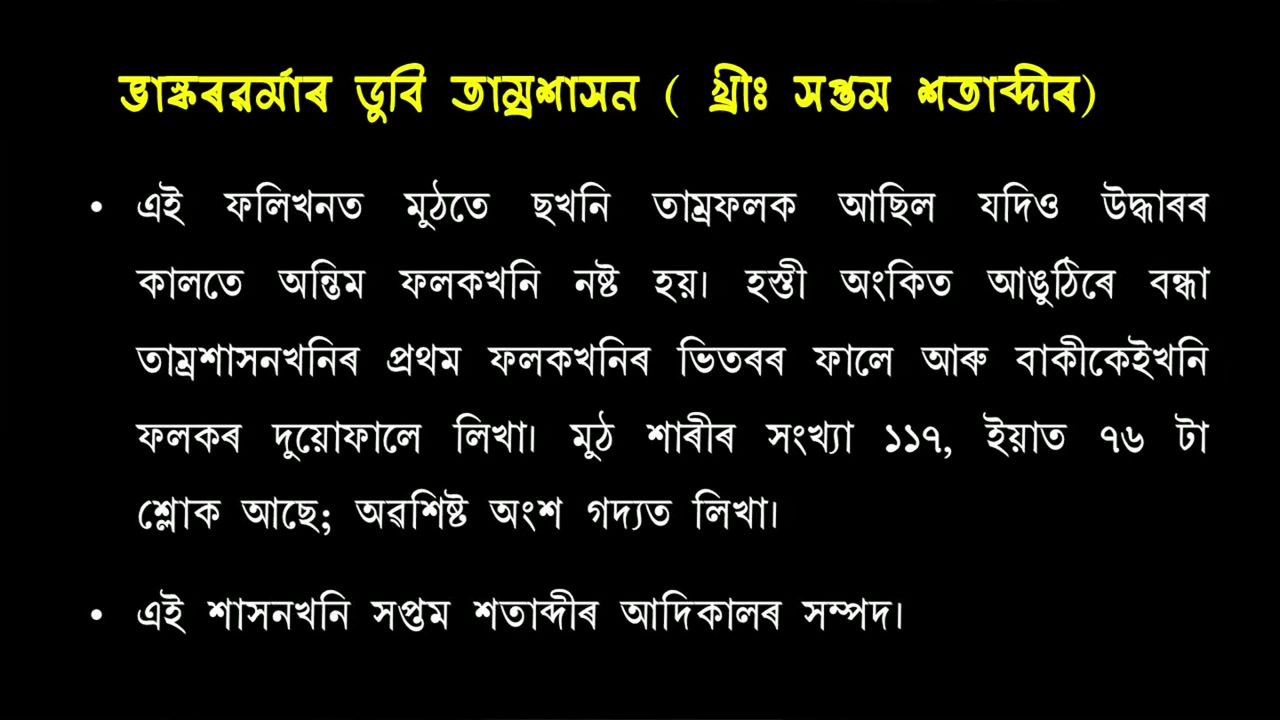 ভাস্কৰৱৰ্মাৰ ডুবি তাম্ৰশাসন ( খ্ৰীঃ সপ্তম শতাব্দীৰ)
• এই ফলিখনত মুঠতে ছখনি তাম্ৰফলক আছিল যদিও উদ্ধাৰৰ
কালতে অন্তিম ফলকখনি নষ্ট হয়। হস্তী অংকিত আঙুঠিৰে বন্ধা
তাম্ৰশাসনখনিৰ প্ৰথম ফলকখনিৰ ভিতৰৰ ফালে আৰু বাকীকেইখনি
ফলকৰ দুয়োফালে লিখা। মুঠ শাৰীৰ সংখ্যা ১১৭, ইয়াত ৭৬ টা
শ্লোক আছে; অৱশিষ্ট অংশ গদ্যত লিখা।
• এই শাসনখনি সপ্তম শতাব্দীৰ আদিকালৰ সম্পদ।